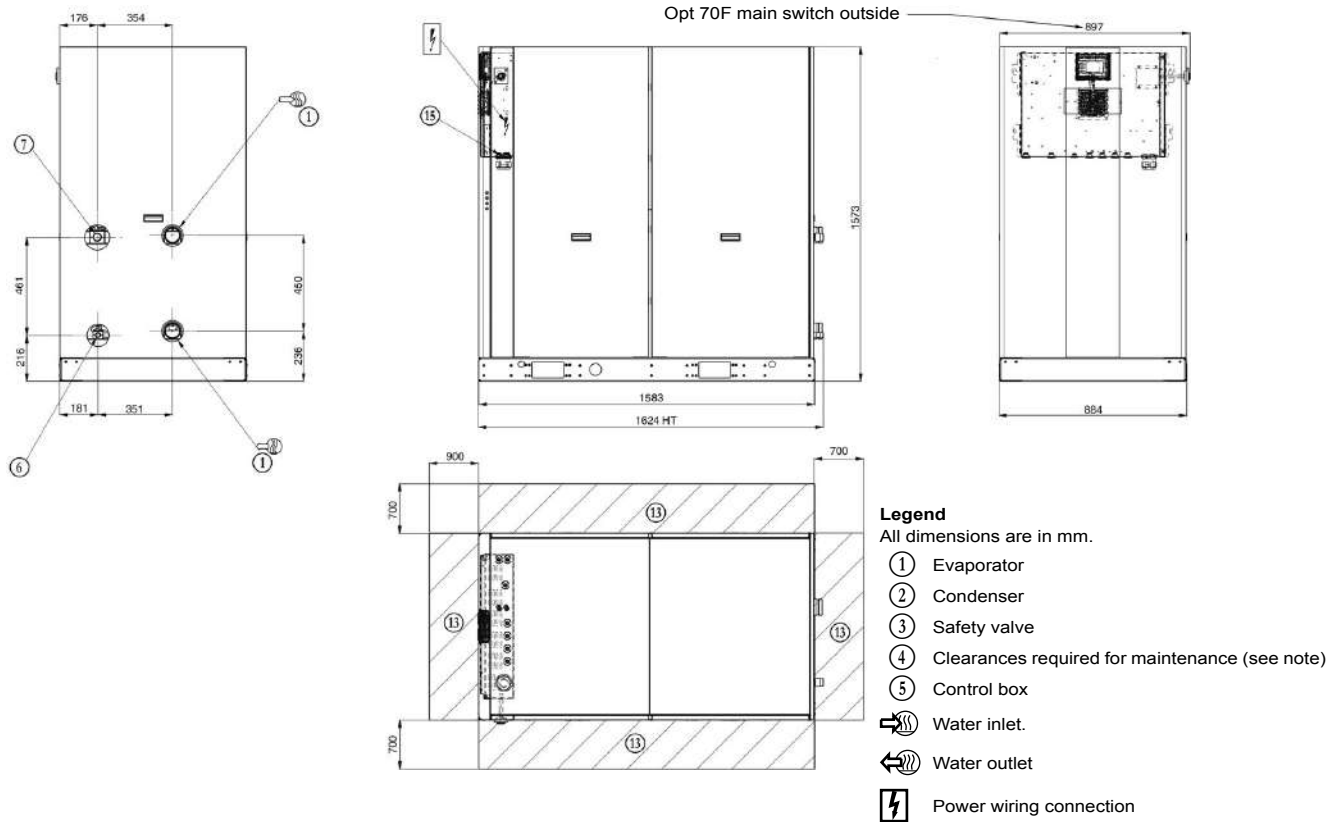 Opt 70F main switch outside
176
354
897
1
15
7
1573
461
450
216
236
181
351
1583
884
1624 HT
6
1
900
700
700
13
13
13
13
700
Legend
All dimensions are in mm.
1 Evaporator
2 Condenser
3 Safety valve
4 Clearances required for maintenance (see note)
5 Control box
Water inlet.
Water outlet
Power wiring connection